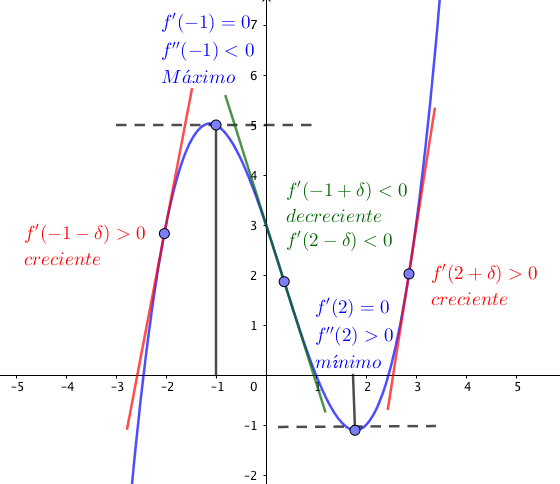 f′(−1) = 0
f″(−1) < 0
Máximo
f′(−1 + δ) < 0
decreciente
f′(2 − δ) < 0
f′(−1 − δ) > 0
creciente
f′(2 + δ) > 0
creciente
f′(2) = 0
f″(2) > 0
mínimo
7
6
5
4
3
2
1
-1
-2
-5 -4 -3 -2 -1 0 1 2 3 4 5